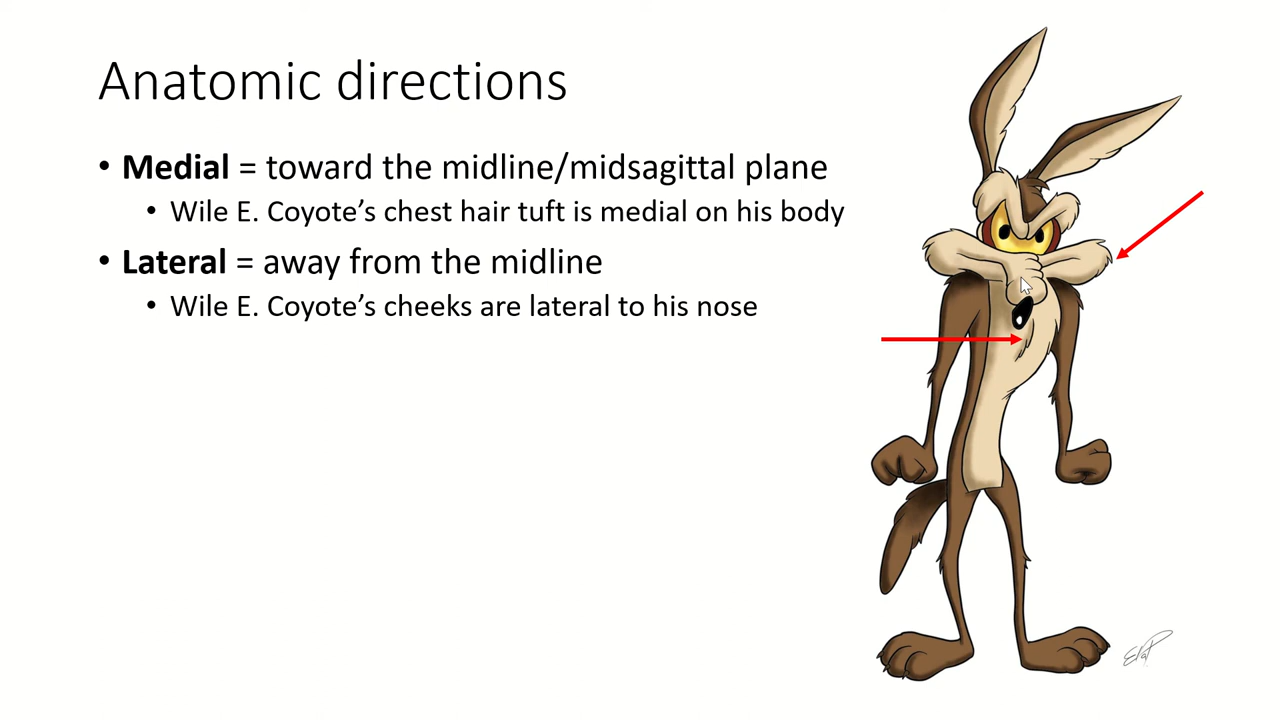 Anatomic directions
• Medial = toward the midline/midsagittal plane
• Wile E. Coyote’s chest hair tuft is medial on his body
• Lateral = away from the midline
• Wile E. Coyote’s cheeks are lateral to his nose